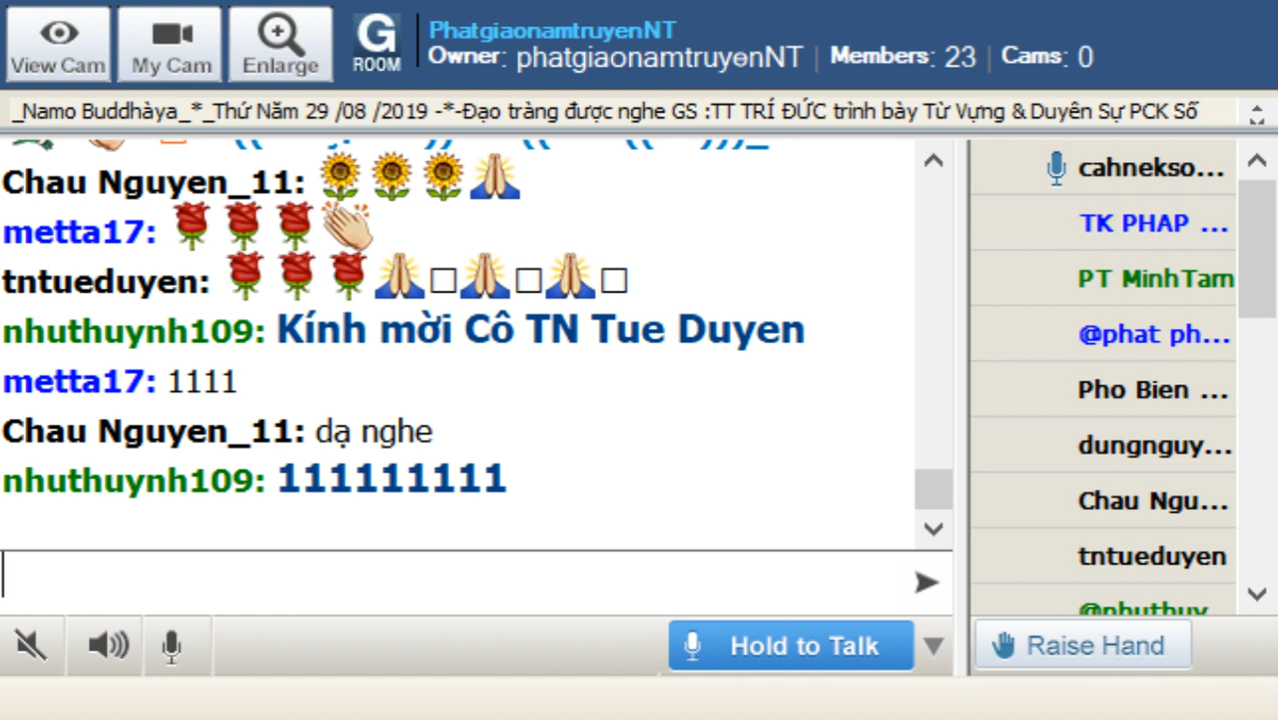 PhatgiaonamtruyenNT
View Cam My Cam Enlarge G ROOM Owner: phatgiaonamtruyenNT | Members: 23 | Cams: 0
_Namo Buddhàya_*_Thứ Năm 29 /08 /2019 -*-Đạo tràng được nghe GS :TT TRÍ ĐỨC trình bày Từ Vựng & Duyên Sự PCK Số
Chau Nguyen_11: 🌻🌻🌻🙏
metta17: 🌹🌹🌹👏
tntueduyen: 🌹🌹🌹🙏□🙏□🙏□
nhuthuynh109: Kính mời Cô TN Tue Duyen
metta17: 1111
Chau Nguyen_11: dạ nghe
nhuthuynh109: 111111111
cahnekso...
TK PHAP ...
PT MinhTam
@phat ph...
Pho Bien ...
dungnguy...
Chau Ngu...
tntueduyen
@nhuthuy
Hold to Talk
Raise Hand